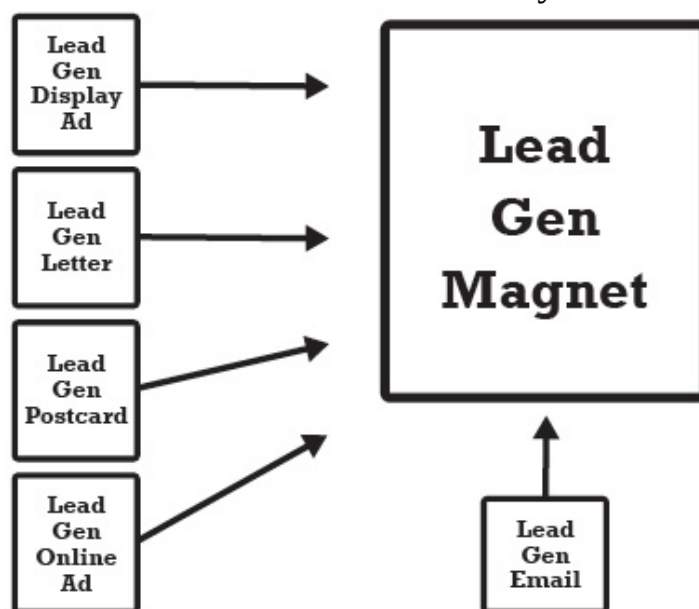 Lead
Gen
Display
Ad
Lead
Gen
Letter
Lead
Gen
Postcard
Lead
Gen
Online
Ad
Lead
Gen
Magnet
Lead
Gen
Email